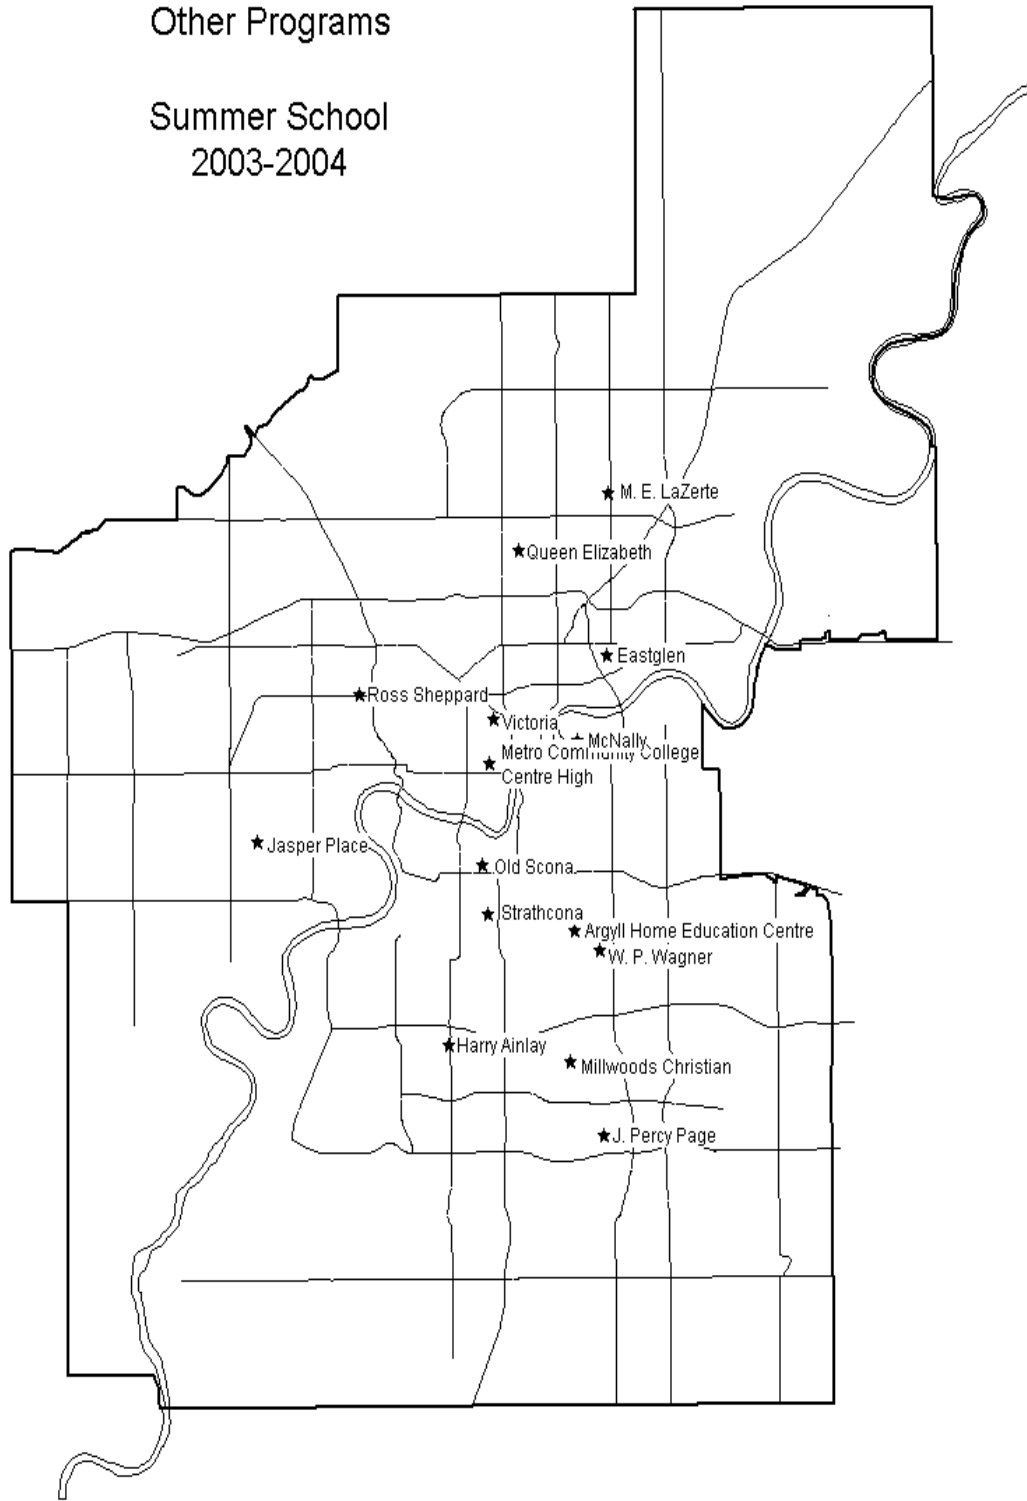 Other Programs
Summer School
2003-2004
M. E. LaZerte
Queen Elizabeth
Eastglen
Ross Sheppard
Victoria
McNally
Metro Community College
Centre High
Jasper Place
Old Scona
Strathcona
Argyll Home Education Centre
W. P. Wagner
Harry Ainlay
Millwoods Christian
J. Percy Page